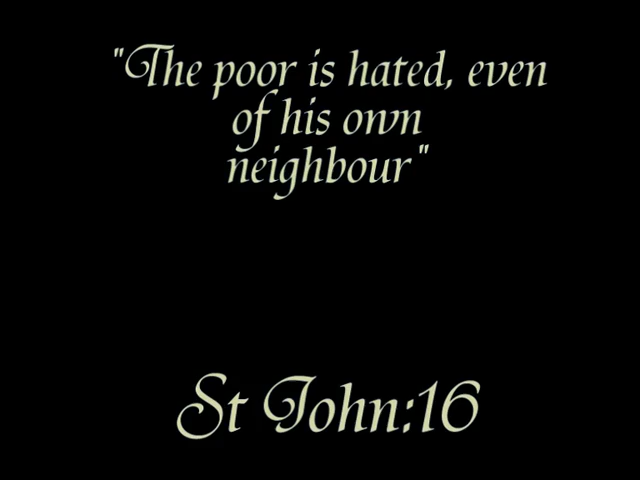 "The poor is hated, even
of his own
neighbour"
St John:16